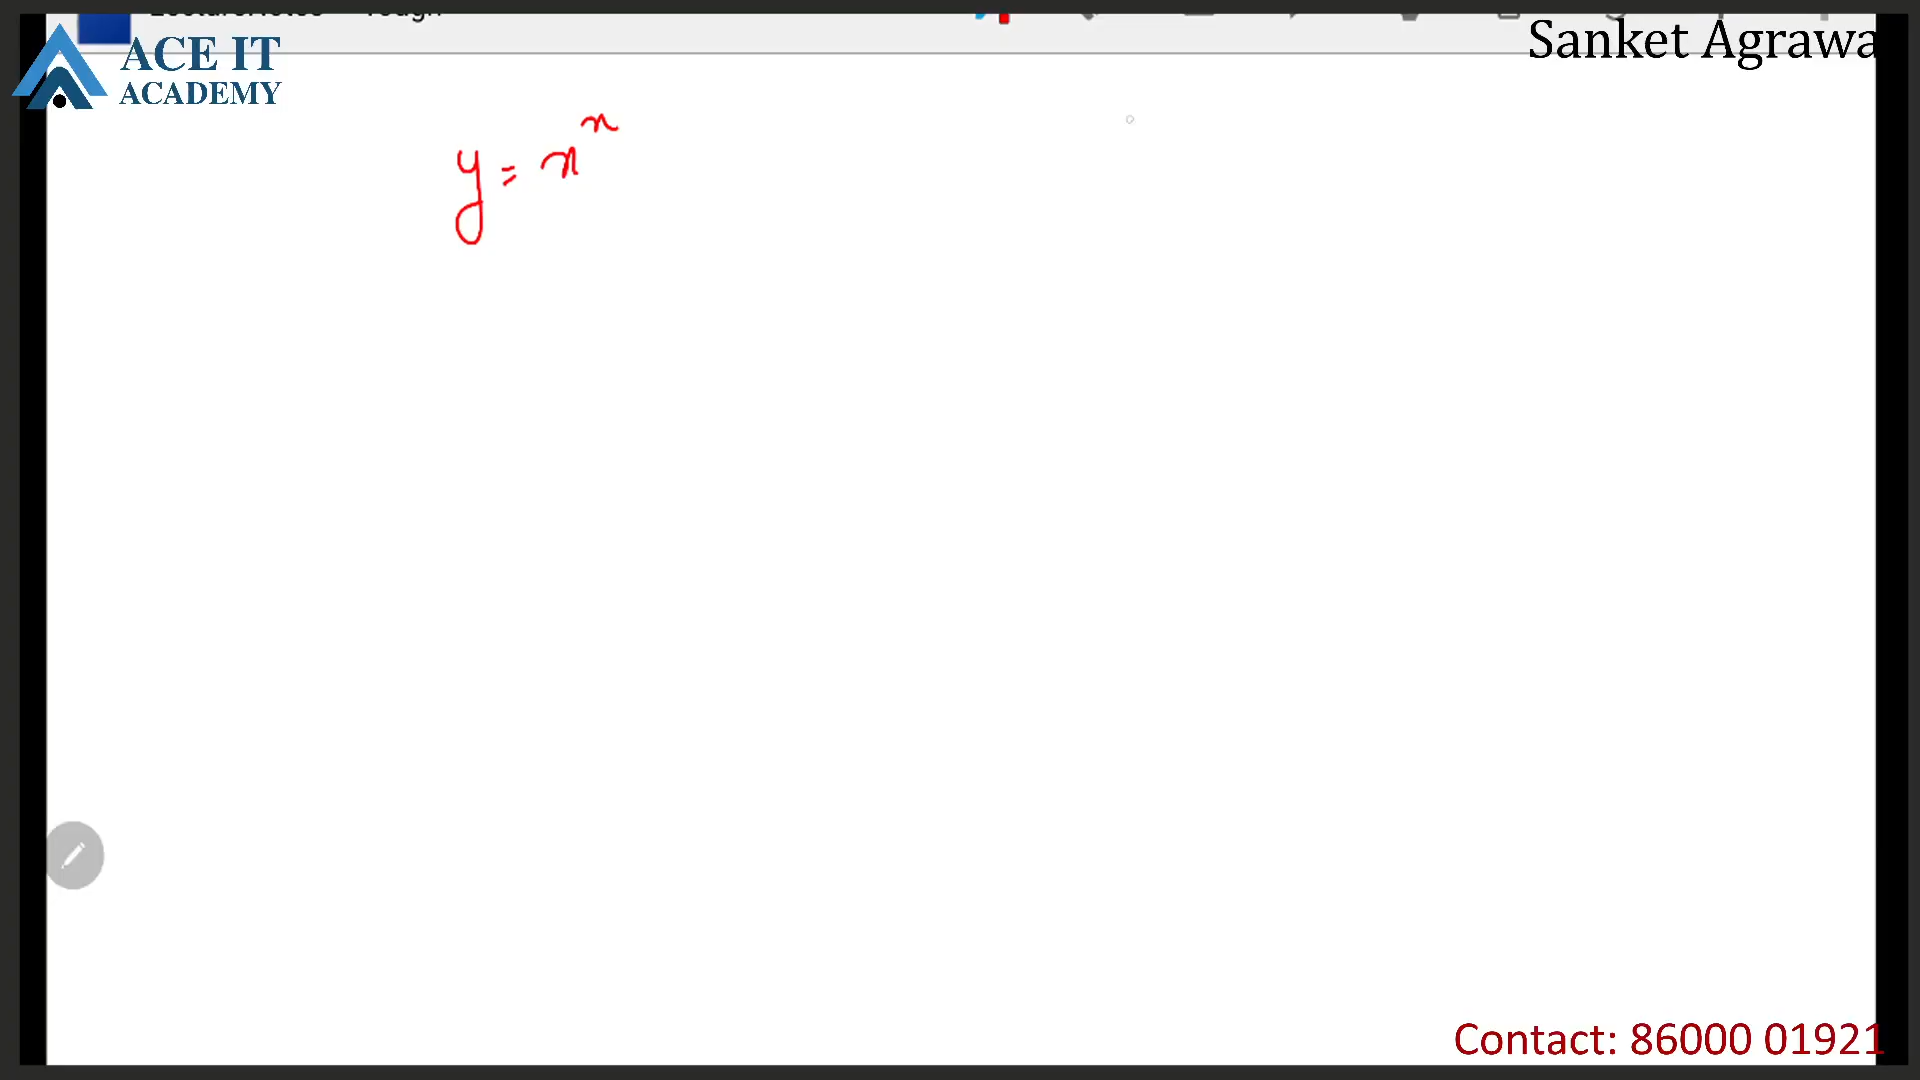 Sanket Agrawa
ACE IT
ACADEMY
y = x^x
Contact: 86000 01921